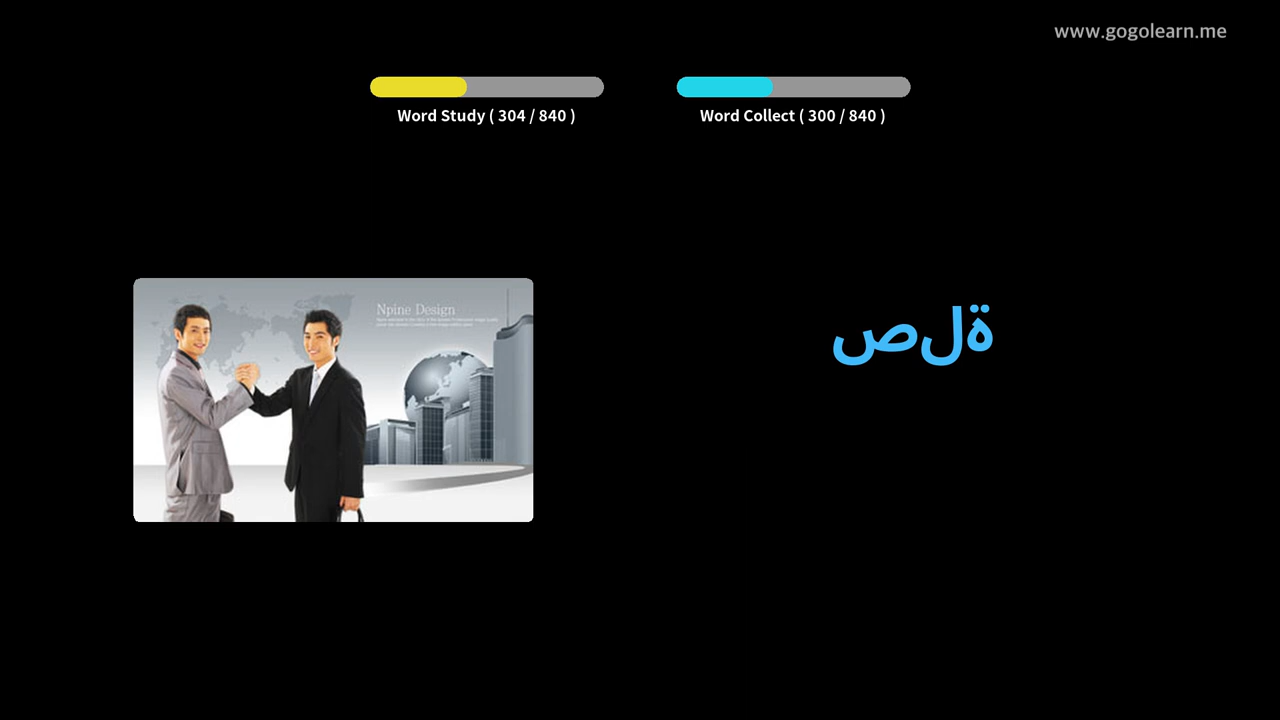 www.gogolearn.me
Word Study ( 304 / 840 )
Word Collect ( 300 / 840 )
Npine Design
صلة